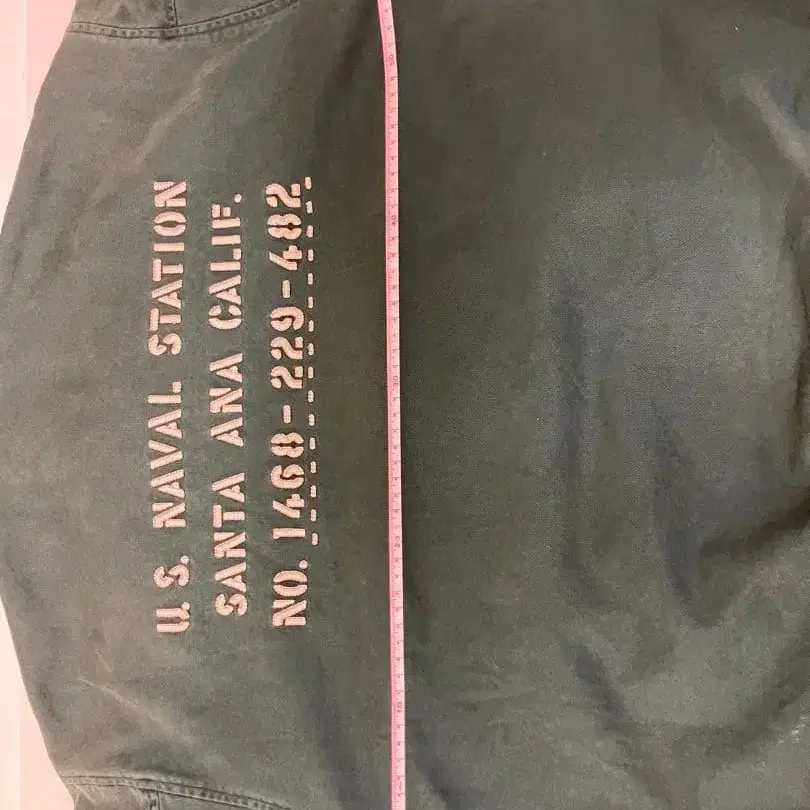 U.S. NAVAL STATION
SANTA ANA CALIF.
NO. 1468-229-482